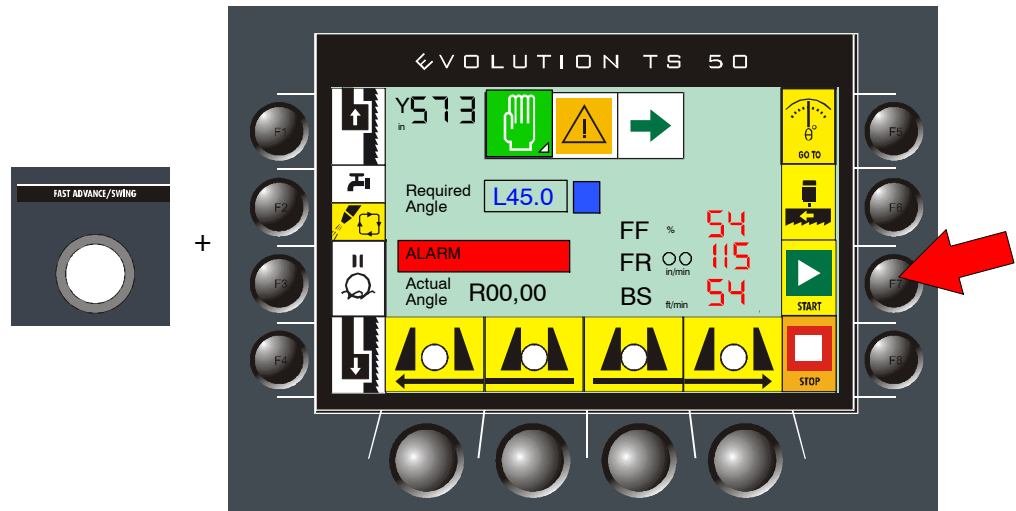 EVOLUTION TS 50
FAST ADVANCE/SWING
+
F1
F2
F3
F4
Y 573
in
Required
Angle
L45.0
ALARM
Actual
Angle
R00,00
FF % 54
FR in/min 115
BS ft/min 54
θ°
GO TO
START
STOP
F5
F6
F7
F8